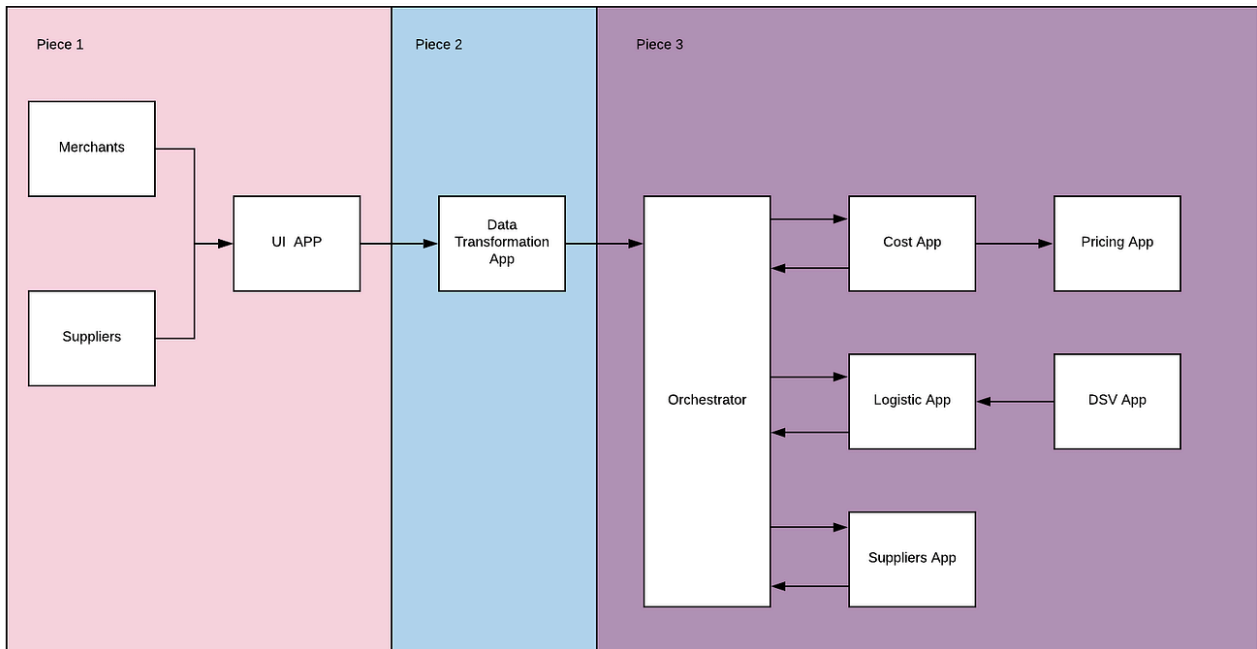 Piece 1
Piece 2
Piece 3
Merchants
Suppliers
UI APP
Data
Transformation
App
Orchestrator
Cost App
Pricing App
Logistic App
DSV App
Suppliers App